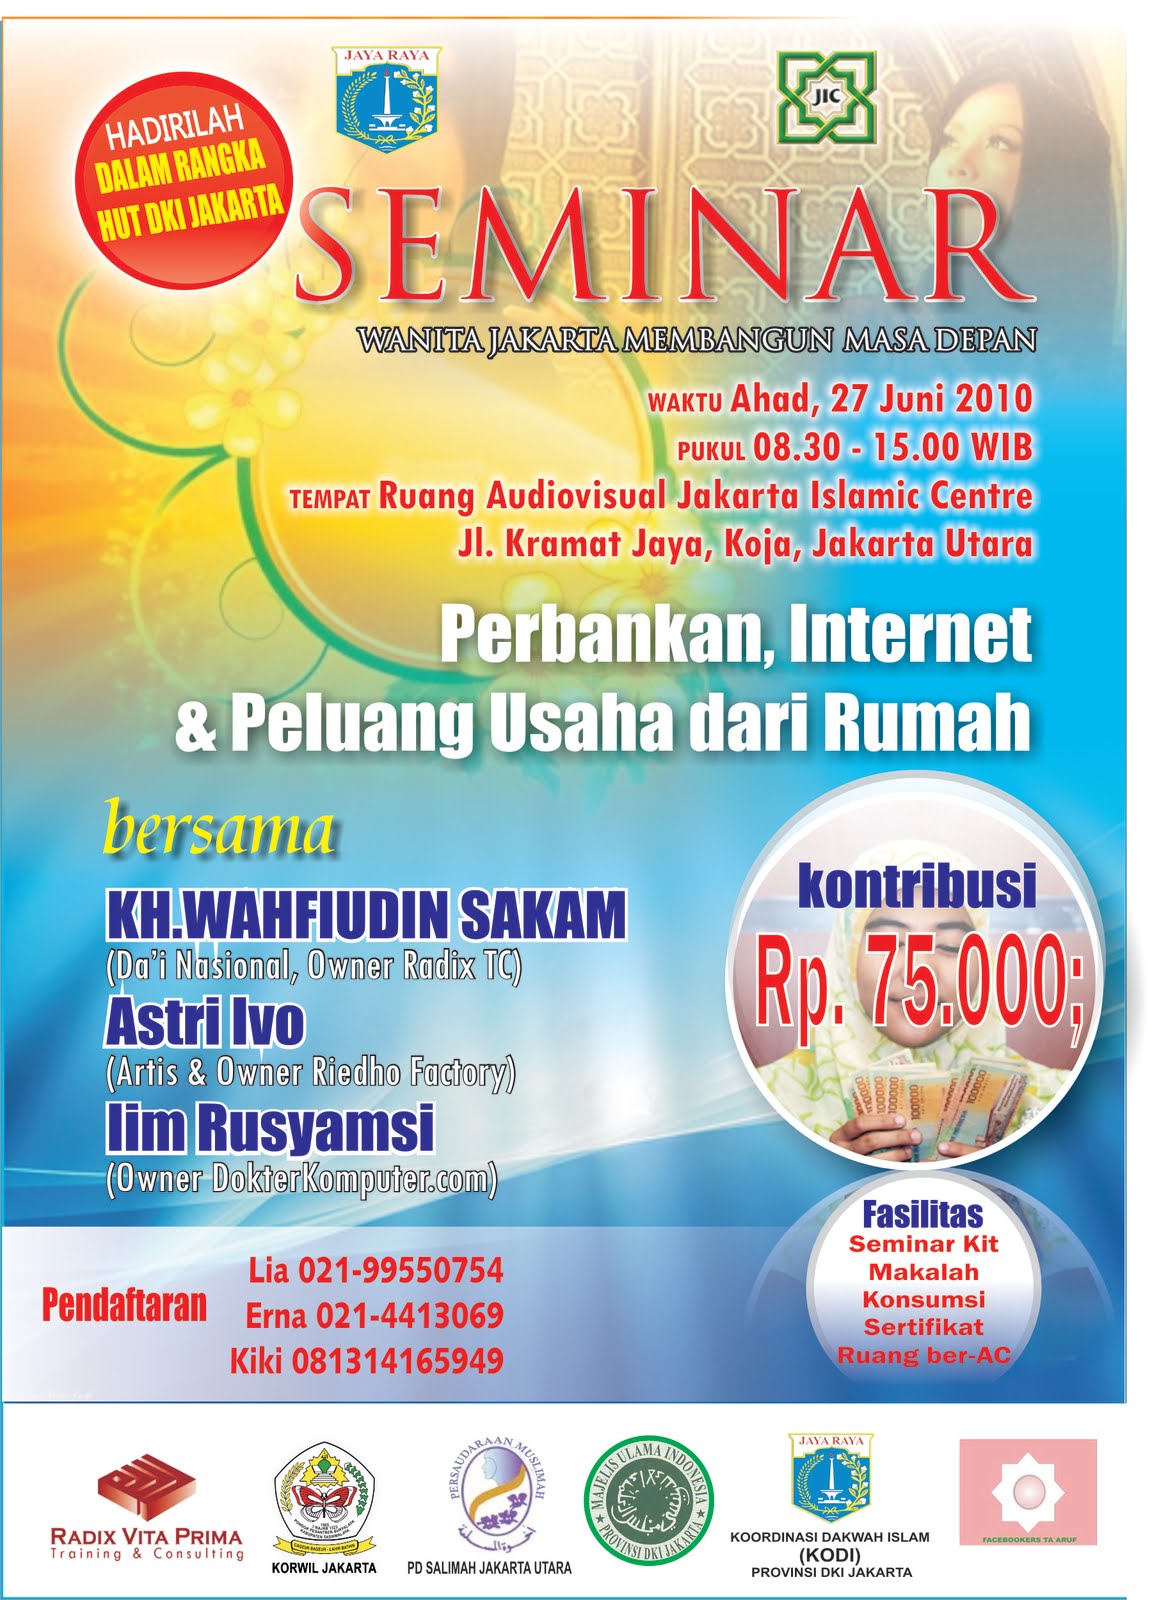 HADIRILAH
DALAM RANGKA
HUT DKI JAKARTA
JAYA RAYA
JIC
SEMINAR
WANITA JAKARTA MEMBANGUN MASA DEPAN
WAKTU Ahad, 27 Juni 2010
PUKUL 08.30 - 15.00 WIB
TEMPAT Ruang Audiovisual Jakarta Islamic Centre
Jl. Kramat Jaya, Koja, Jakarta Utara
Perbankan, Internet
& Peluang Usaha dari Rumah
bersama
KH.WAHFIUDIN SAKAM
(Da'i Nasional, Owner Radix TC)
Astri Ivo
(Artis & Owner Riedho Factory)
Iim Rusyamsi
(Owner DokterKomputer.com)
kontribusi
Rp. 75.000;
Fasilitas
Seminar Kit
Makalah
Konsumsi
Sertifikat
Ruang ber-AC
Pendaftaran
Lia 021-99550754
Erna 021-4413069
Kiki 081314165949
RADIX VITA PRIMA
Training & Consulting
KORWIL JAKARTA
PERSAUDARAAN MUSLIMAH
PD SALIMAH JAKARTA UTARA
MAJELIS ULAMA INDONESIA
PROVINSI DKI JAKARTA
JAYA RAYA
KOORDINASI DAKWAH ISLAM
(KODI)
PROVINSI DKI JAKARTA
FACEBOOKERS TA'ARUF